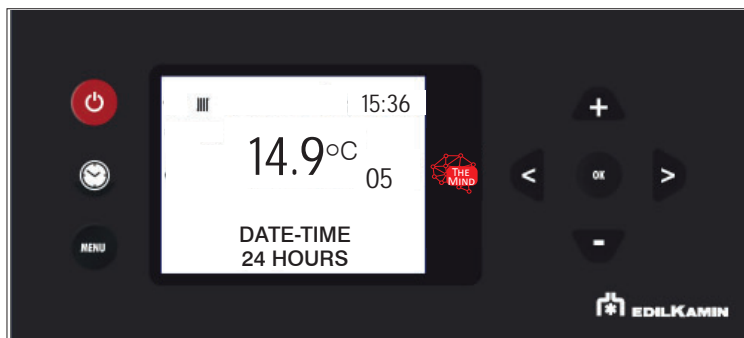 15:36
14.9°C
05
THE
MIND
DATE-TIME
24 HOURS
MENU
+
<
OK
>
-
EDILKAMIN